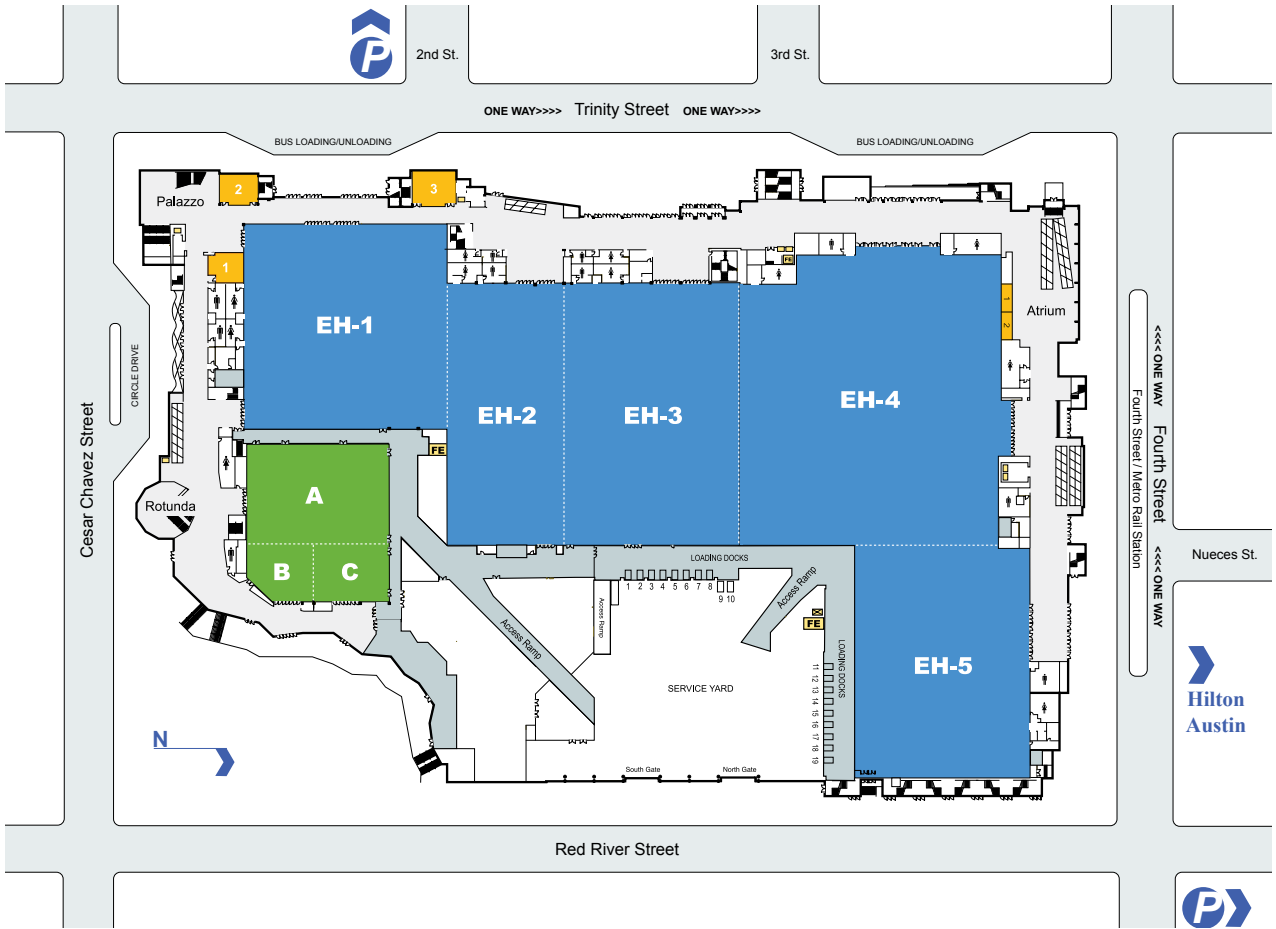 P
2nd St.
3rd St.
ONE WAY>>>> Trinity Street ONE WAY>>>>
BUS LOADING/UNLOADING
BUS LOADING/UNLOADING
Palazzo
2
3
1
FE
1
2
Atrium
EH-1
EH-2
EH-3
EH-4
EH-5
CIRCLE DRIVE
Cesar Chavez Street
Rotunda
A
B
C
FE
LOADING DOCKS
1 2 3 4 5 6 7 8
9 10
Access Ramp
Access Ramp
Access Ramp
FE
LOADING DOCKS
11 12 13 14 15 16 17 18 19
SERVICE YARD
South Gate
North Gate
<<<< ONE WAY Fourth Street <<<< ONE WAY
Fourth Street / Metro Rail Station
Nueces St.
Hilton
Austin
N
Red River Street
P